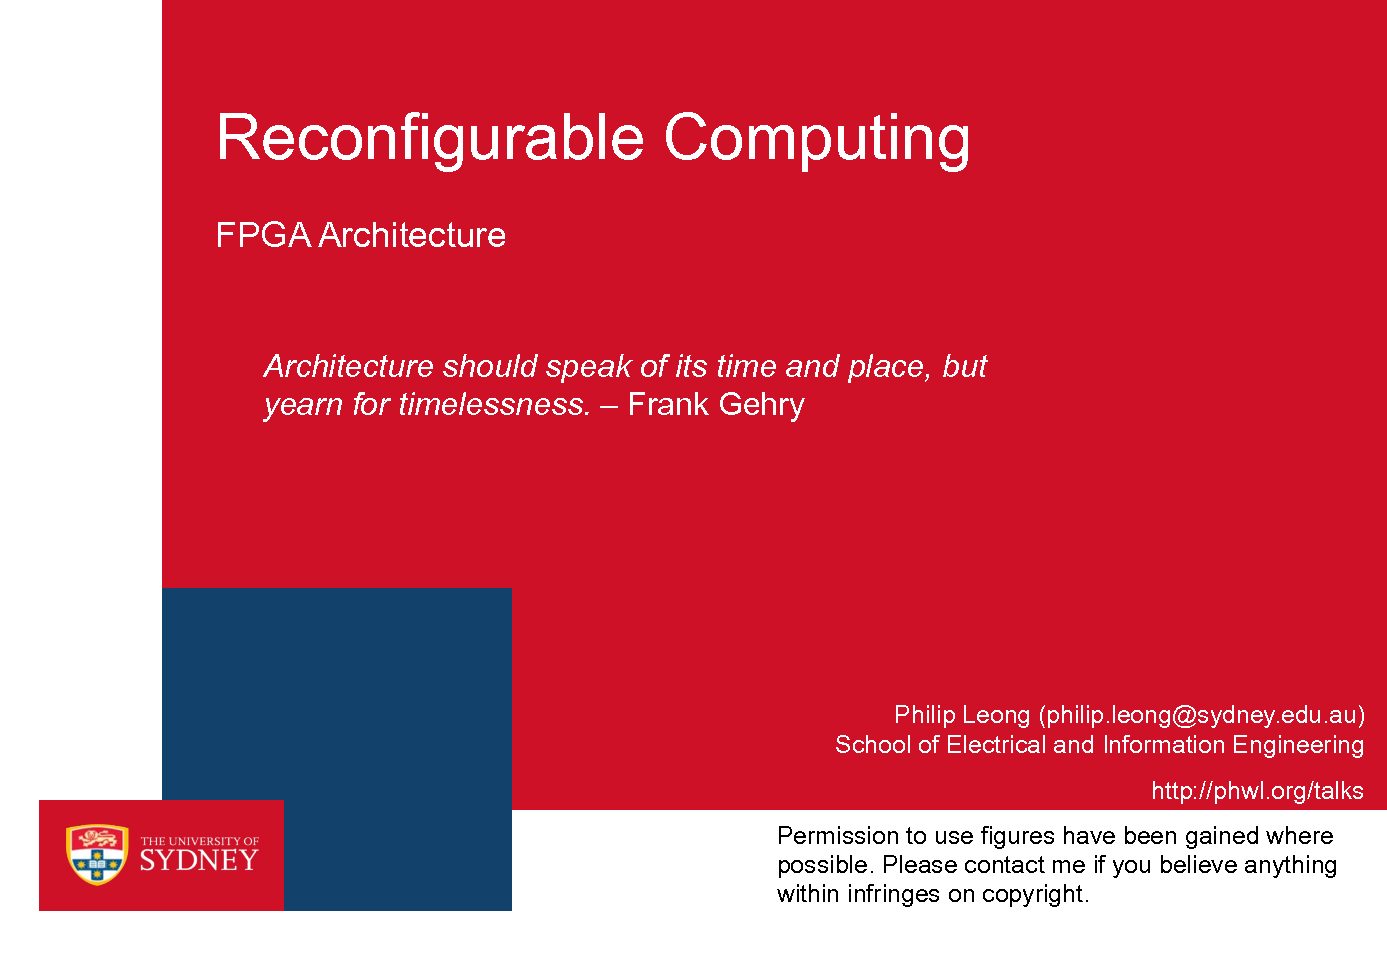 Reconfigurable Computing
FPGA Architecture
Architecture should speak of its time and place, but
yearn for timelessness. – Frank Gehry
Philip Leong (philip.leong@sydney.edu.au)
School of Electrical and Information Engineering
http://phwl.org/talks
THE UNIVERSITY OF
SYDNEY
Permission to use figures have been gained where
possible. Please contact me if you believe anything
within infringes on copyright.